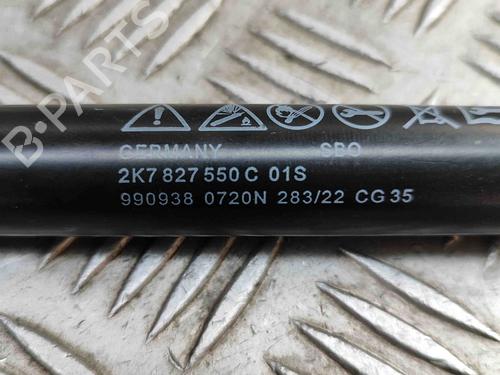 GERMANY SBO
2K7 827 550 C 01S
990938 0720N 283/22 CG 35
B-PARTS